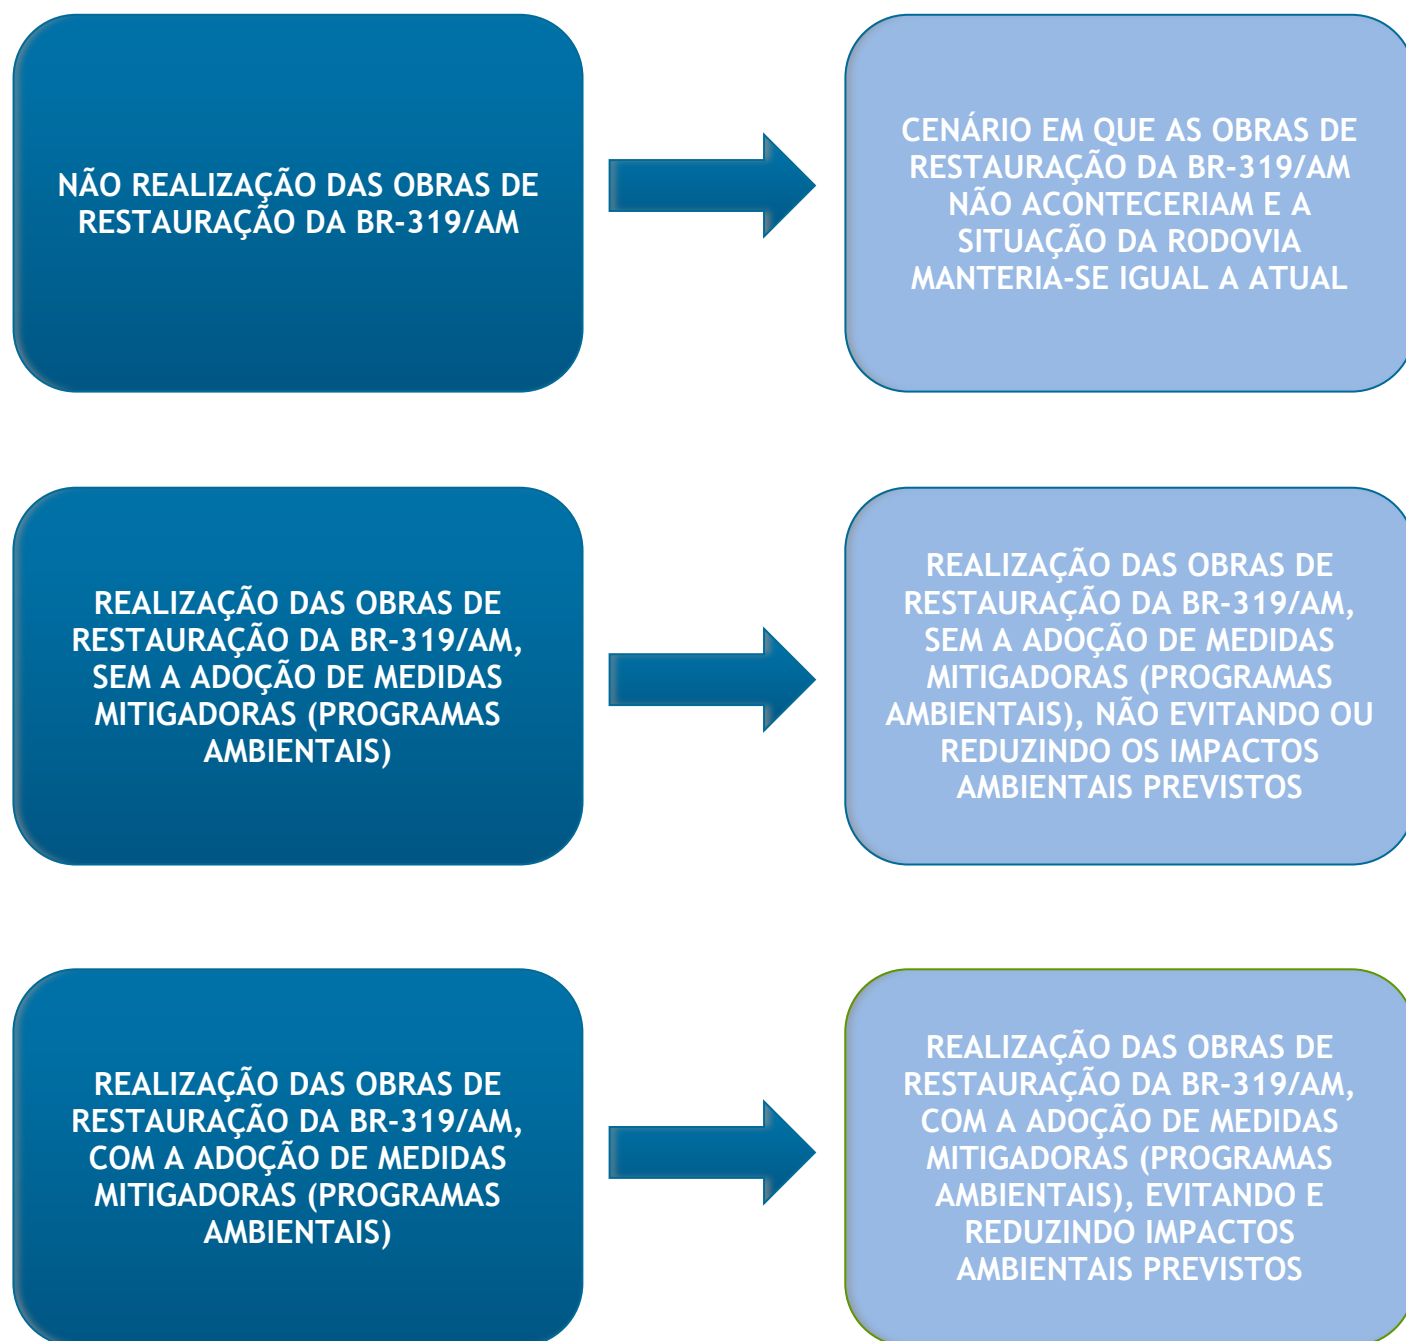 NÃO REALIZAÇÃO DAS OBRAS DE
RESTAURAÇÃO DA BR-319/AM
CENÁRIO EM QUE AS OBRAS DE
RESTAURAÇÃO DA BR-319/AM
NÃO ACONTECERIAM E A
SITUAÇÃO DA RODOVIA
MANTERIA-SE IGUAL A ATUAL
REALIZAÇÃO DAS OBRAS DE
RESTAURAÇÃO DA BR-319/AM,
SEM A ADOÇÃO DE MEDIDAS
MITIGADORAS (PROGRAMAS
AMBIENTAIS)
REALIZAÇÃO DAS OBRAS DE
RESTAURAÇÃO DA BR-319/AM,
SEM A ADOÇÃO DE MEDIDAS
MITIGADORAS (PROGRAMAS
AMBIENTAIS), NÃO EVITANDO OU
REDUZINDO OS IMPACTOS
AMBIENTAIS PREVISTOS
REALIZAÇÃO DAS OBRAS DE
RESTAURAÇÃO DA BR-319/AM,
COM A ADOÇÃO DE MEDIDAS
MITIGADORAS (PROGRAMAS
AMBIENTAIS)
REALIZAÇÃO DAS OBRAS DE
RESTAURAÇÃO DA BR-319/AM,
COM A ADOÇÃO DE MEDIDAS
MITIGADORAS (PROGRAMAS
AMBIENTAIS), EVITANDO E
REDUZINDO IMPACTOS
AMBIENTAIS PREVISTOS